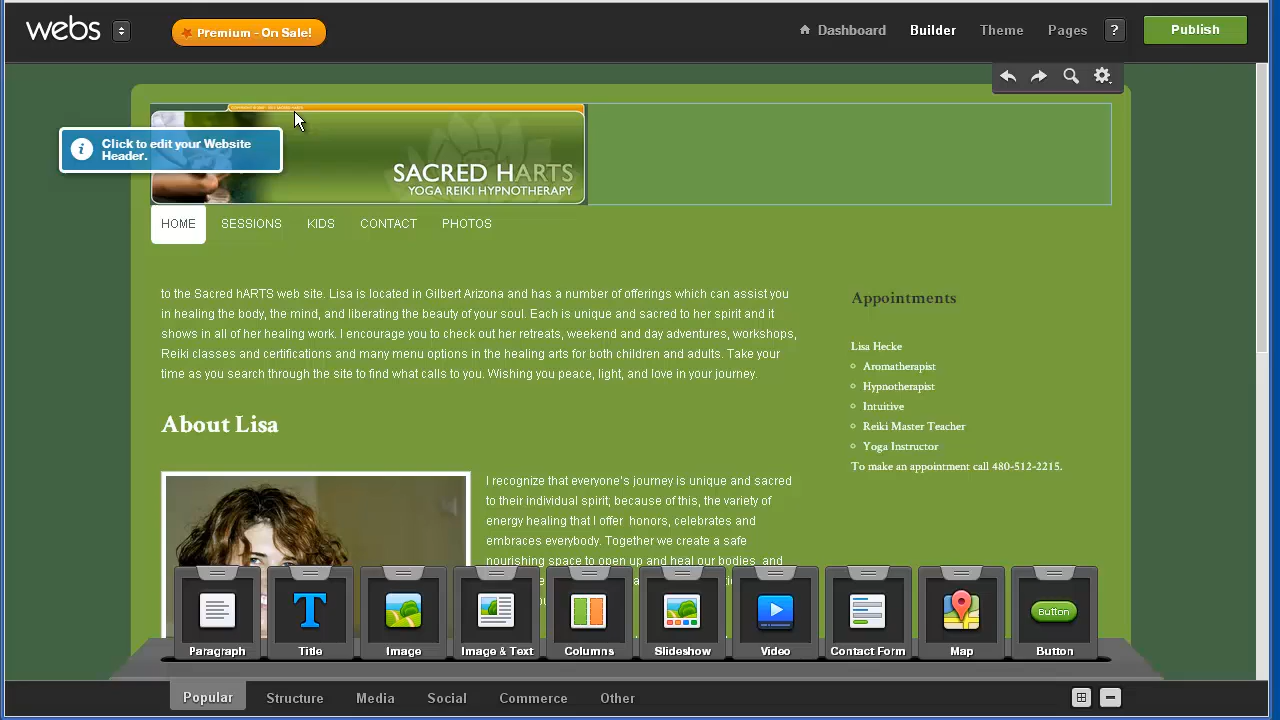 webs
Premium - On Sale!
Dashboard
Builder
Theme
Pages
?
Publish
Click to edit your Website
Header.
SACRED HARTS
YOGA REIKI HYPNOTHERAPY
HOME
SESSIONS
KIDS
CONTACT
PHOTOS
to the Sacred hARTS web site. Lisa is located in Gilbert Arizona and has a number of offerings which can assist you
in healing the body, the mind, and liberating the beauty of your soul. Each is unique and sacred to her spirit and it
shows in all of her healing work. I encourage you to check out her retreats, weekend and day adventures, workshops,
Reiki classes and certifications and many menu options in the healing arts for both children and adults. Take your
time as you search through the site to find what calls to you. Wishing you peace, light, and love in your journey.
Appointments
Lisa Hecke
Aromatherapist
Hypnotherapist
Intuitive
Reiki Master Teacher
Yoga Instructor
To make an appointment call 480-512-2215.
About Lisa
I recognize that everyone's journey is unique and sacred
to their individual spirit; because of this, the variety of
energy healing that I offer honors, celebrates and
embraces everybody. Together we create a safe
nourishing space to open up and heal our bodies, and
Paragraph
Title
Image
Image & Text
Columns
Slideshow
Video
Contact Form
Map
Button
Button
Popular
Structure
Media
Social
Commerce
Other